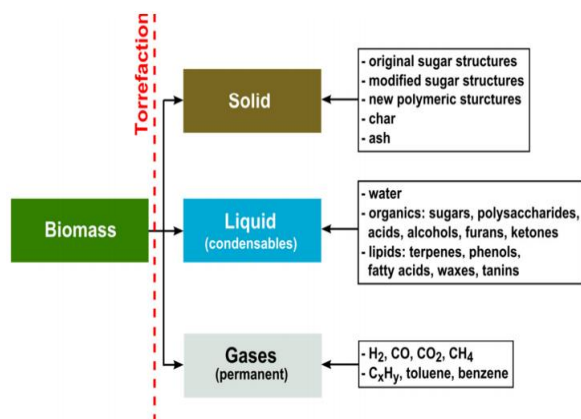 Torrefaction
Biomass
Solid
- original sugar structures
- modified sugar structures
- new polymeric sturctures
- char
- ash
Liquid
(condensables)
- water
- organics: sugars, polysaccharides,
acids, alcohols, furans, ketones
- lipids: terpenes, phenols,
fatty acids, waxes, tanins
Gases
(permanent)
- H₂, CO, CO₂, CH₄
- CₓHᵧ, toluene, benzene